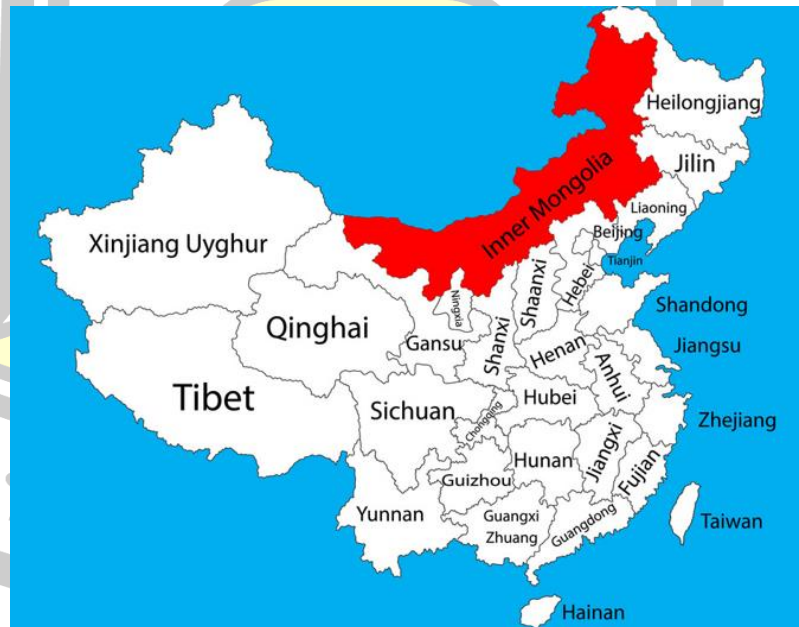 Heilongjiang
Jilin
Liaoning
Inner Mongolia
Beijing
Tianjin
Xinjiang Uyghur
Hebei
Shaanxi
Ningxia
Shandong
Qinghai
Gansu
Shanxi
Henan
Jiangsu
Anhui
Tibet
Sichuan
Chongqing
Hubei
Zhejiang
Hunan
Jiangxi
Fujian
Guizhou
Yunnan
Guangxi
Zhuang
Guangdong
Taiwan
Hainan